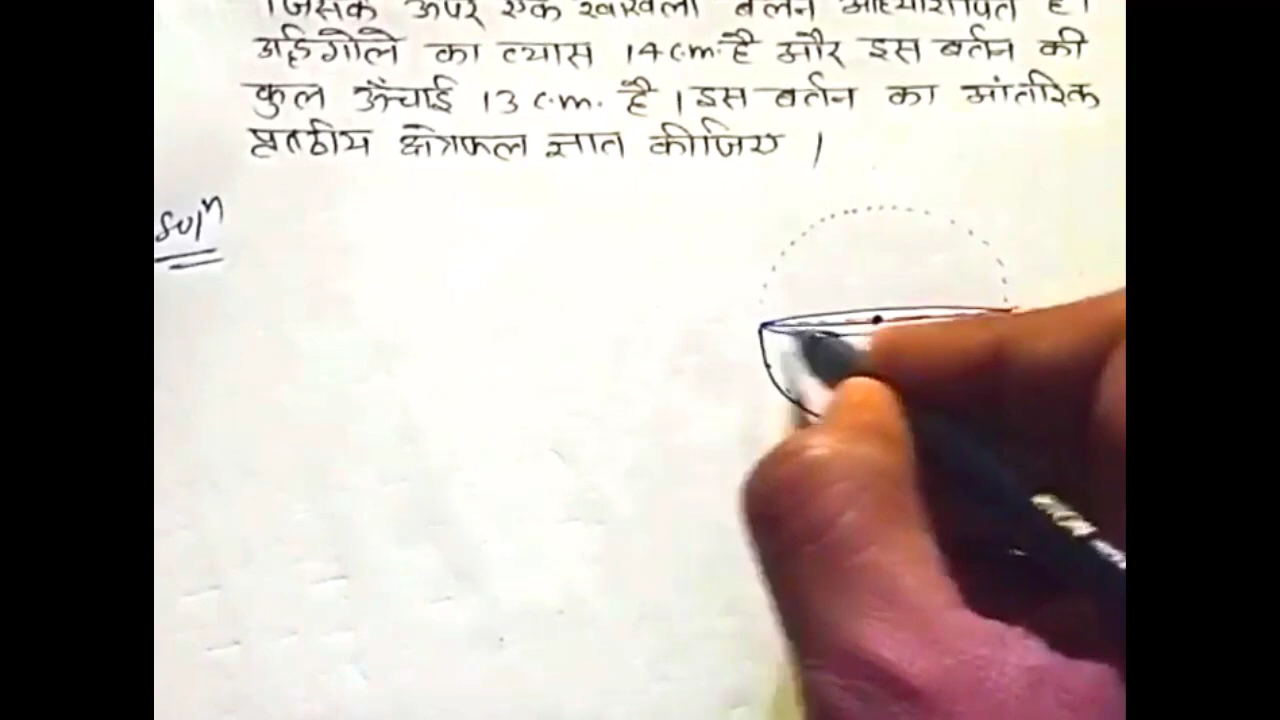 जिसके ऊपर एक खोखला बेलन अध्यारोपित है।
अर्द्धगोले का व्यास 14 cm. है और इस बर्तन की
कुल ऊँचाई 13 c.m. है। इस बर्तन का आंतरिक
पृष्ठीय क्षेत्रफल ज्ञात कीजिए।
Solⁿ